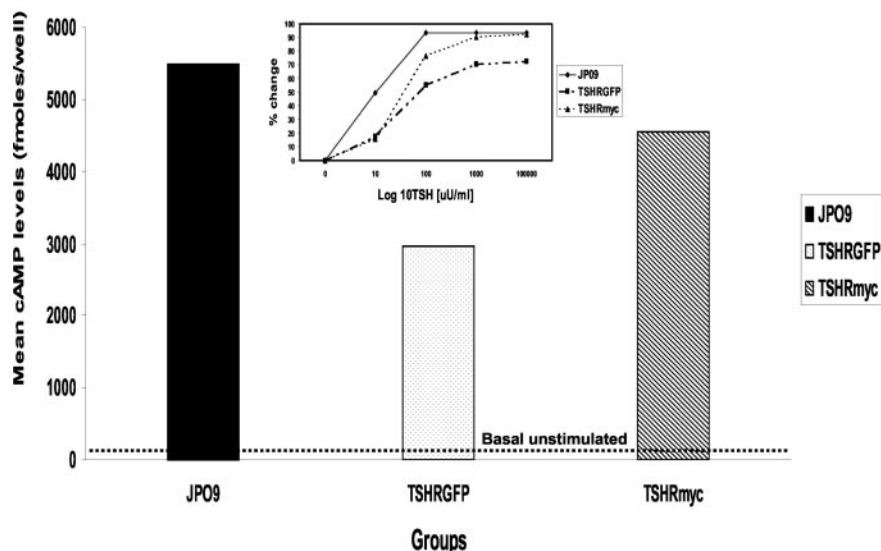 Mean cAMP levels (fmoles/well)
6000
5000
4000
3000
2000
1000
0
% change
100
90
80
70
60
50
40
30
20
10
0
0 10 100 1000 100000
Log 10TSH [uU/ml]
JP09
TSHRGFP
TSHRmyc
Basal unstimulated
JPO9 TSHRGFP TSHRmyc
Groups
JPO9
TSHRGFP
TSHRmyc